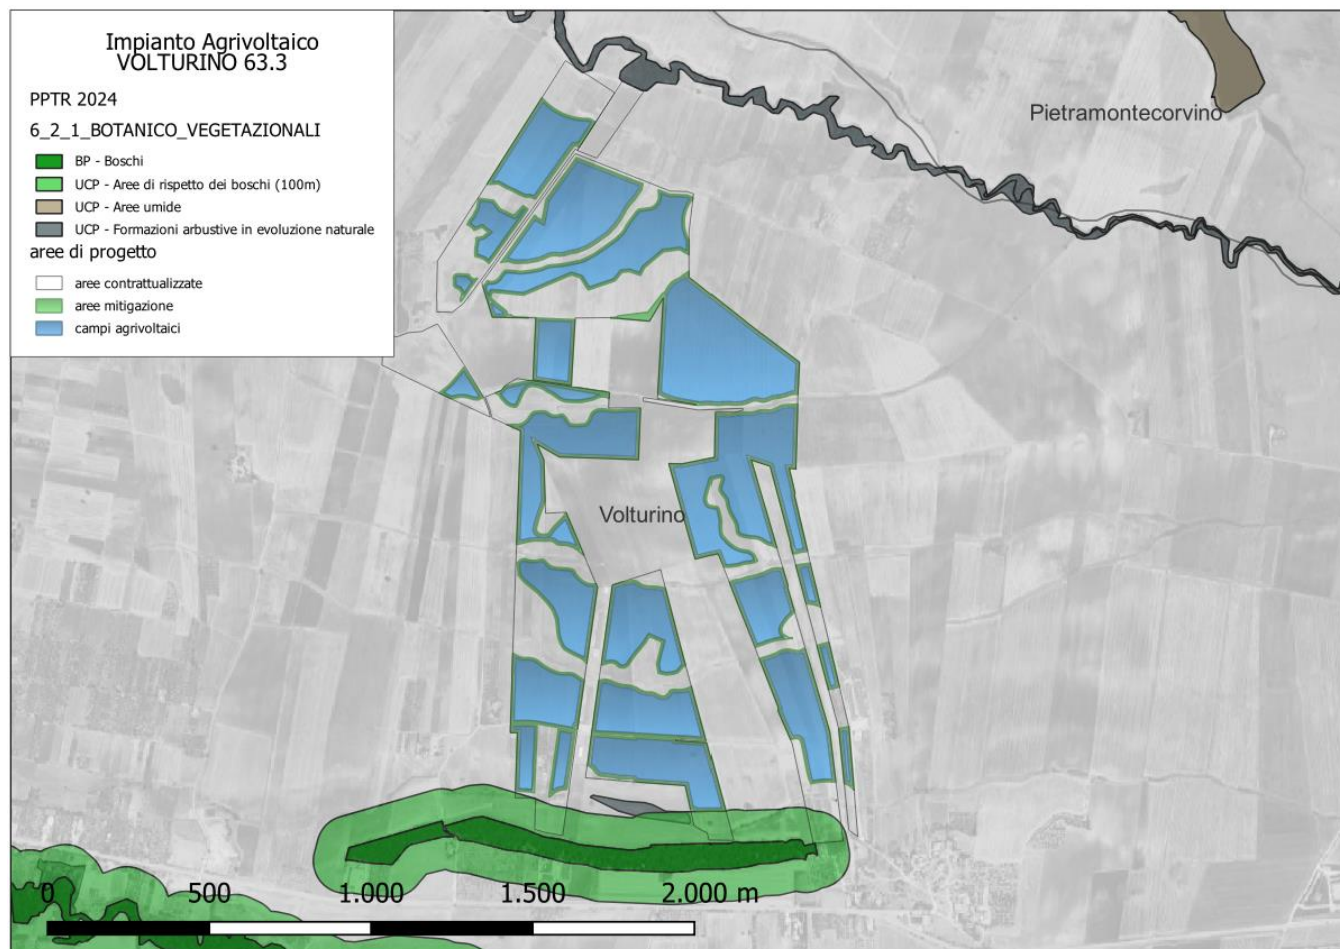 Impianto Agrivoltaico
VOLTURINO 63.3
PPTR 2024
6_2_1_BOTANICO_VEGETAZIONALI
BP - Boschi
UCP - Aree di rispetto dei boschi (100m)
UCP - Aree umide
UCP - Formazioni arbustive in evoluzione naturale
aree di progetto
aree contrattualizzate
aree mitigazione
campi agrivoltaici
Pietramontecorvino
Volturino
0 500 1.000 1.500 2.000 m